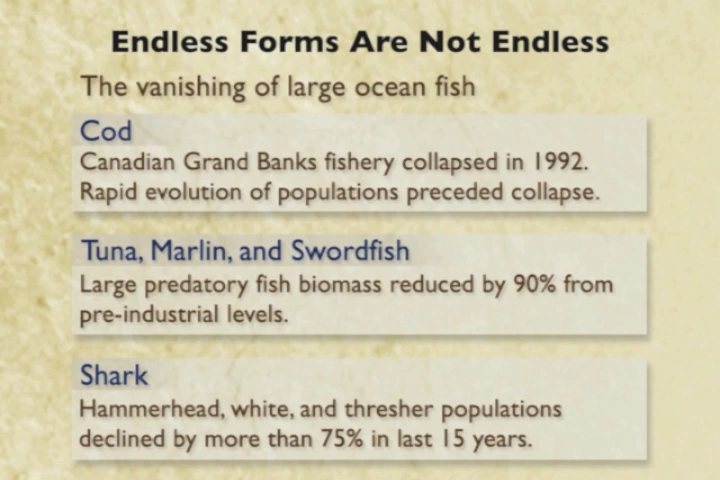 Endless Forms Are Not Endless
The vanishing of large ocean fish
Cod
Canadian Grand Banks fishery collapsed in 1992.
Rapid evolution of populations preceded collapse.
Tuna, Marlin, and Swordfish
Large predatory fish biomass reduced by 90% from
pre-industrial levels.
Shark
Hammerhead, white, and thresher populations
declined by more than 75% in last 15 years.